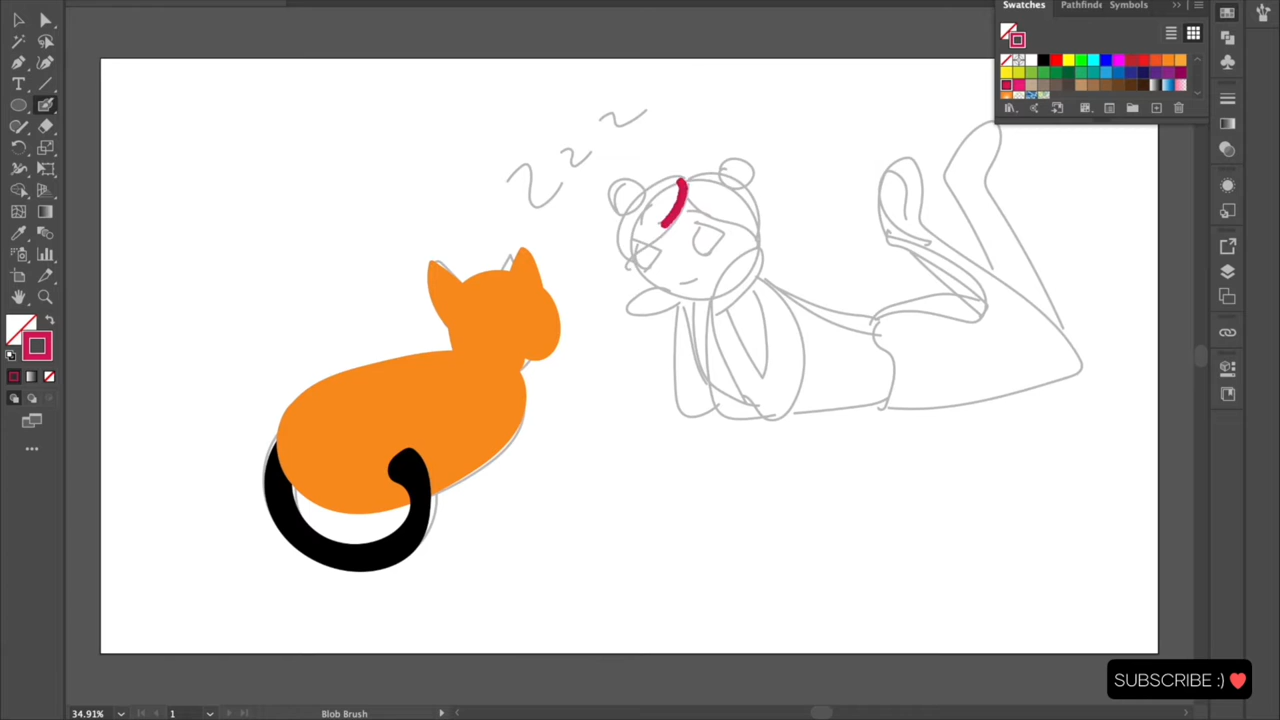 Swatches Pathfinde Symbols
Z z z
T
SUBSCRIBE :) ❤️
34.91% 1 Blob Brush